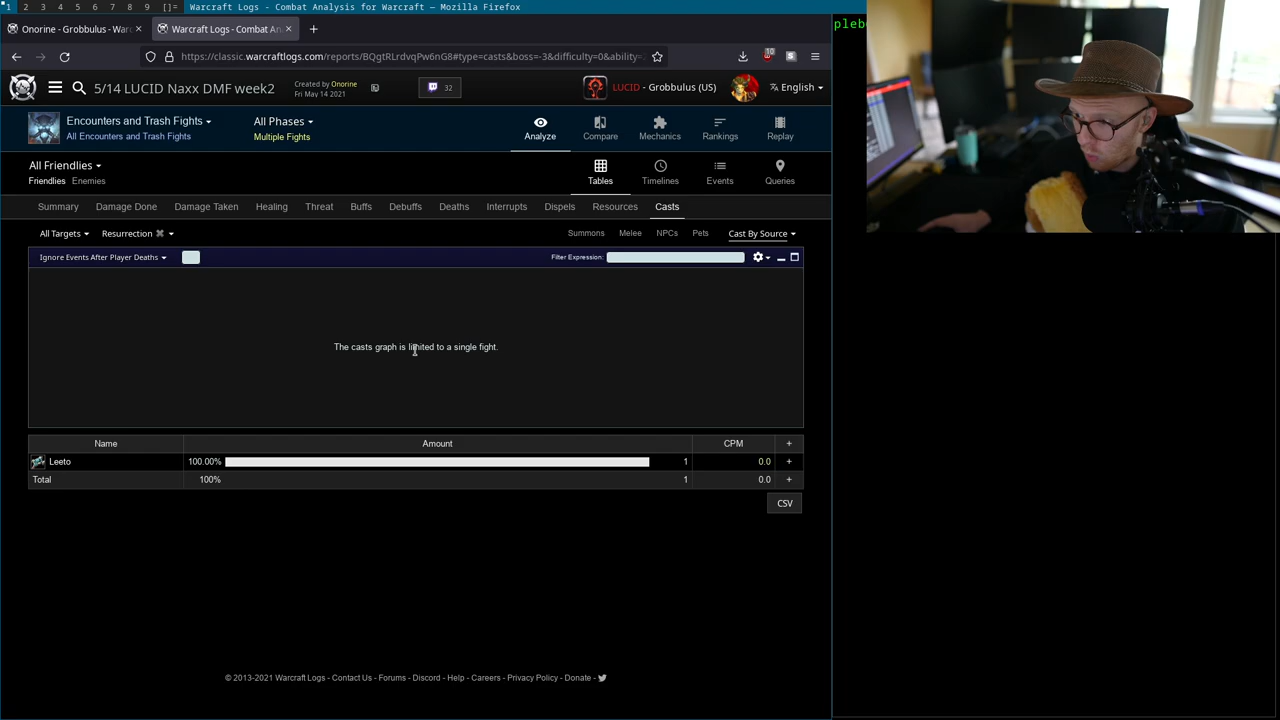 1 2 3 4 5 6 7 8 9 []= Warcraft Logs - Combat Analysis for Warcraft — Mozilla Firefox
Onorine - Grobbulus - War
Warcraft Logs - Combat An
https://classic.warcraftlogs.com/reports/BQgtRLrdvqPw6nG8#type=casts&boss=-3&difficulty=0&ability=
10
5/14 LUCID Naxx DMF week2
Created by Onorine
Fri May 14 2021
32
LUCID - Grobbulus (US)
English
Encounters and Trash Fights
All Encounters and Trash Fights
All Phases
Multiple Fights
Analyze Compare Mechanics Rankings Replay
All Friendlies
Friendlies Enemies
Tables Timelines Events Queries
Summary Damage Done Damage Taken Healing Threat Buffs Debuffs Deaths Interrupts Dispels Resources Casts
All Targets Resurrection Summons Melee NPCs Pets Cast By Source
Ignore Events After Player Deaths Filter Expression:
The casts graph is limited to a single fight.
Name Amount CPM +
Leeto 100.00% 1 0.0 +
Total 100% 1 0.0 +
CSV
© 2013-2021 Warcraft Logs - Contact Us - Forums - Discord - Help - Careers - Privacy Policy - Donate -